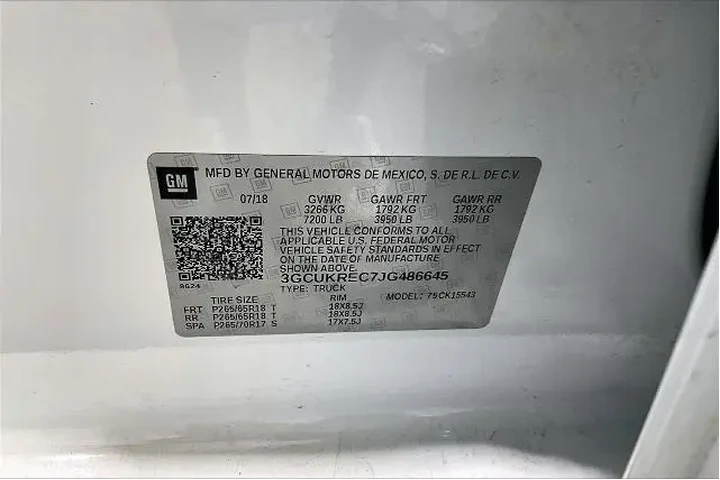 GM MFD BY GENERAL MOTORS DE MEXICO, S. DE R.L. DE C.V.
07/18 GVWR GAWR FRT GAWR RR
3266 KG 1792 KG 1792 KG
7200 LB 3950 LB 3950 LB
THIS VEHICLE CONFORMS TO ALL
APPLICABLE U.S. FEDERAL MOTOR
VEHICLE SAFETY STANDARDS IN EFFECT
ON THE DATE OF MANUFACTURE
SHOWN ABOVE.
3GCUKREC7JG486645
TYPE: TRUCK MODEL:
TIRE SIZE RIM
FRT P265/65R18 T 18X8.5J
RR P265/65R18 T 18X8.5J
SPA P265/70R17 S 17X7.5J